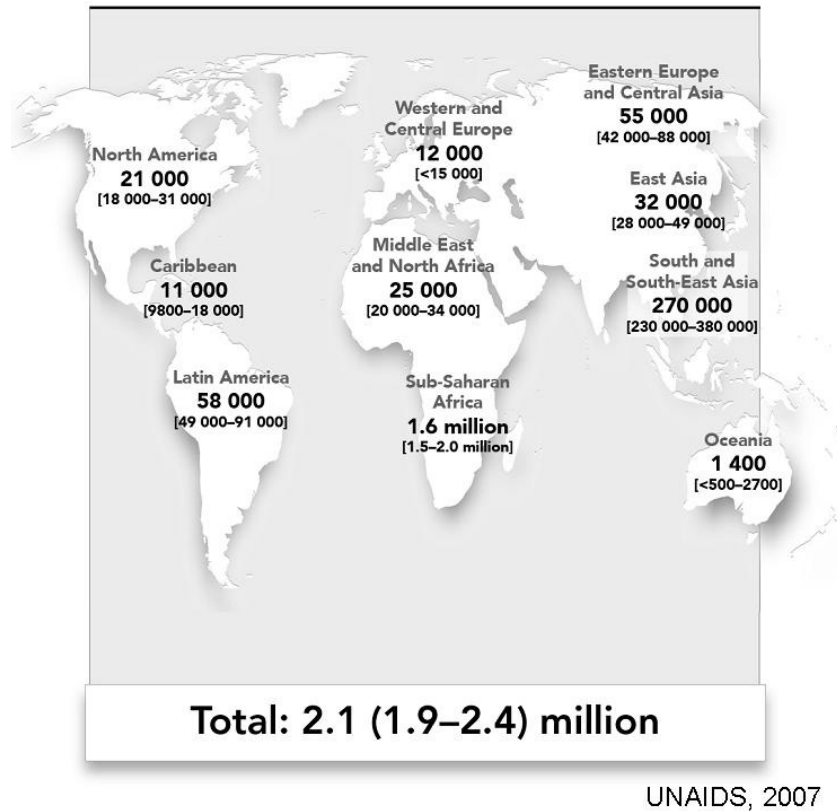 Eastern Europe
and Central Asia
55 000
[42 000–88 000]
Western and
Central Europe
12 000
[<15 000]
North America
21 000
[18 000–31 000]
East Asia
32 000
[28 000–49 000]
Middle East
and North Africa
25 000
[20 000–34 000]
Caribbean
11 000
[9800–18 000]
South and
South-East Asia
270 000
[230 000–380 000]
Latin America
58 000
[49 000–91 000]
Sub-Saharan
Africa
1.6 million
[1.5–2.0 million]
Oceania
1 400
[<500–2700]
Total: 2.1 (1.9–2.4) million
UNAIDS, 2007